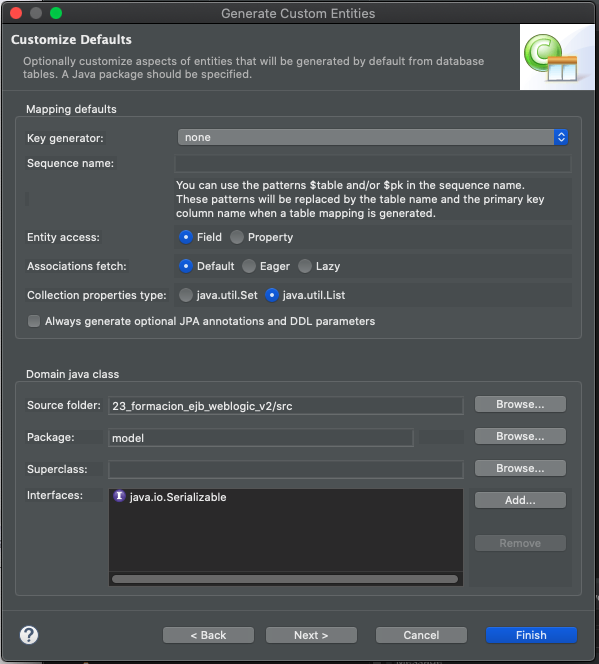 Generate Custom Entities
Customize Defaults
Optionally customize aspects of entities that will be generated by default from database
tables. A Java package should be specified.
C
Mapping defaults
Key generator: none
Sequence name:
You can use the patterns $table and/or $pk in the sequence name.
These patterns will be replaced by the table name and the primary key
column name when a table mapping is generated.
Entity access: Field Property
Associations fetch: Default Eager Lazy
Collection properties type: java.util.Set java.util.List
Always generate optional JPA annotations and DDL parameters
Domain java class
Source folder: 23_formacion_ejb_weblogic_v2/src Browse...
Package: model Browse...
Superclass: Browse...
Interfaces: I java.io.Serializable Add...
Remove
? < Back Next > Cancel Finish